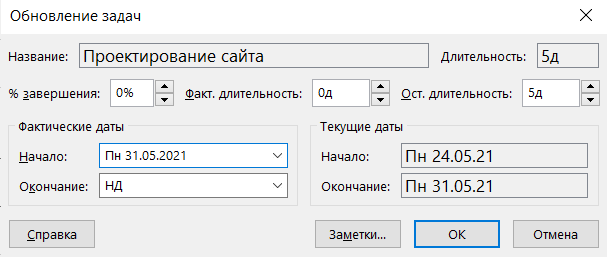 Обновление задач
Название: Проектирование сайта Длительность: 5д
% завершения: 0% Факт. длительность: 0д Ост. длительность: 5д
Фактические даты Текущие даты
Начало: Пн 31.05.2021 Начало: Пн 24.05.21
Окончание: НД Окончание: Пн 31.05.21
Справка Заметки... ОК Отмена